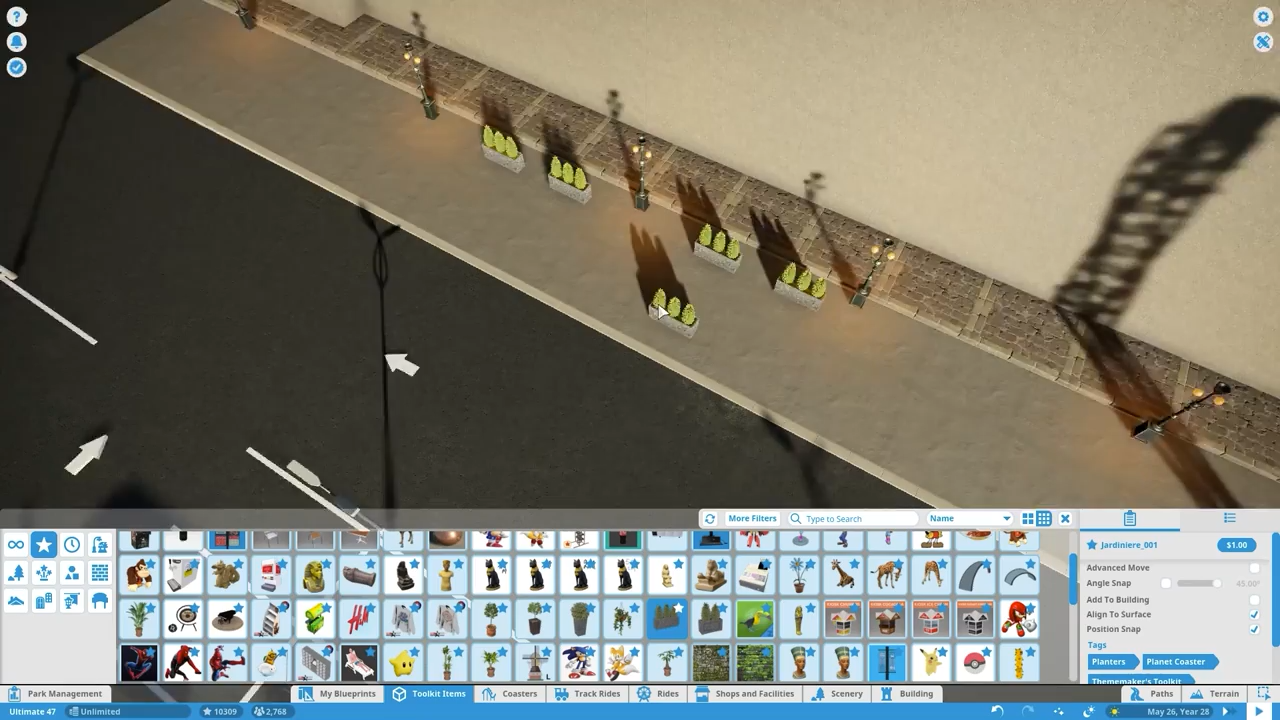 More Filters
Type to Search
Name
Jardiniere_001
$1.00
Advanced Move
Angle Snap
45.00°
Add To Building
Align To Surface
Position Snap
Tags
Planters
Planet Coaster
Thememaker's Toolkit
Park Management
My Blueprints
Toolkit Items
Coasters
Track Rides
Rides
Shops and Facilities
Scenery
Building
Paths
Terrain
Ultimate 47
Unlimited
10309
2,768
May 26, Year 28